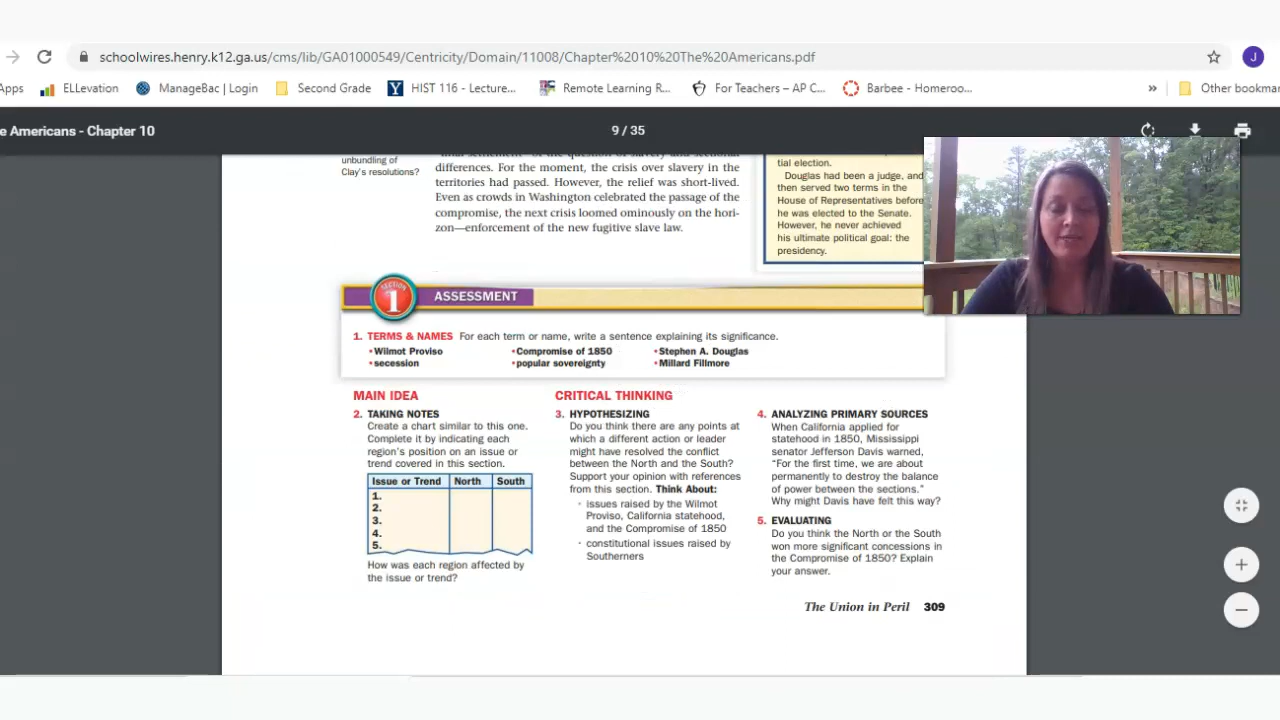 schoolwires.henry.k12.ga.us/cms/lib/GA01000549/Centricity/Domain/11008/Chapter%2010%20The%20Americans.pdf
J
Apps
ELLevation
ManageBac | Login
Second Grade
HIST 116 - Lecture...
Remote Learning R...
For Teachers – AP C...
Barbee - Homeroo...
»
Other bookmar
e Americans - Chapter 10
9 / 35
unbundling of
Clay's resolutions?
final settlement" of the question of slavery and sectional
differences. For the moment, the crisis over slavery in the
territories had passed. However, the relief was short-lived.
Even as crowds in Washington celebrated the passage of the
compromise, the next crisis loomed ominously on the hori-
zon—enforcement of the new fugitive slave law.
tial election.
Douglas had been a judge, and
then served two terms in the
House of Representatives before
he was elected to the Senate.
However, he never achieved
his ultimate political goal: the
presidency.
SECTION
1
ASSESSMENT
1. TERMS & NAMES For each term or name, write a sentence explaining its significance.
•Wilmot Proviso
•secession
•Compromise of 1850
•popular sovereignty
•Stephen A. Douglas
•Millard Fillmore
MAIN IDEA
2. TAKING NOTES
Create a chart similar to this one.
Complete it by indicating each
region's position on an issue or
trend covered in this section.
Issue or Trend North South
1.
2.
3.
4.
5.
How was each region affected by
the issue or trend?
CRITICAL THINKING
3. HYPOTHESIZING
Do you think there are any points at
which a different action or leader
might have resolved the conflict
between the North and the South?
Support your opinion with references
from this section. Think About:
· issues raised by the Wilmot
Proviso, California statehood,
and the Compromise of 1850
· constitutional issues raised by
Southerners
4. ANALYZING PRIMARY SOURCES
When California applied for
statehood in 1850, Mississippi
senator Jefferson Davis warned,
"For the first time, we are about
permanently to destroy the balance
of power between the sections."
Why might Davis have felt this way?
5. EVALUATING
Do you think the North or the South
won more significant concessions in
the Compromise of 1850? Explain
your answer.
The Union in Peril 309